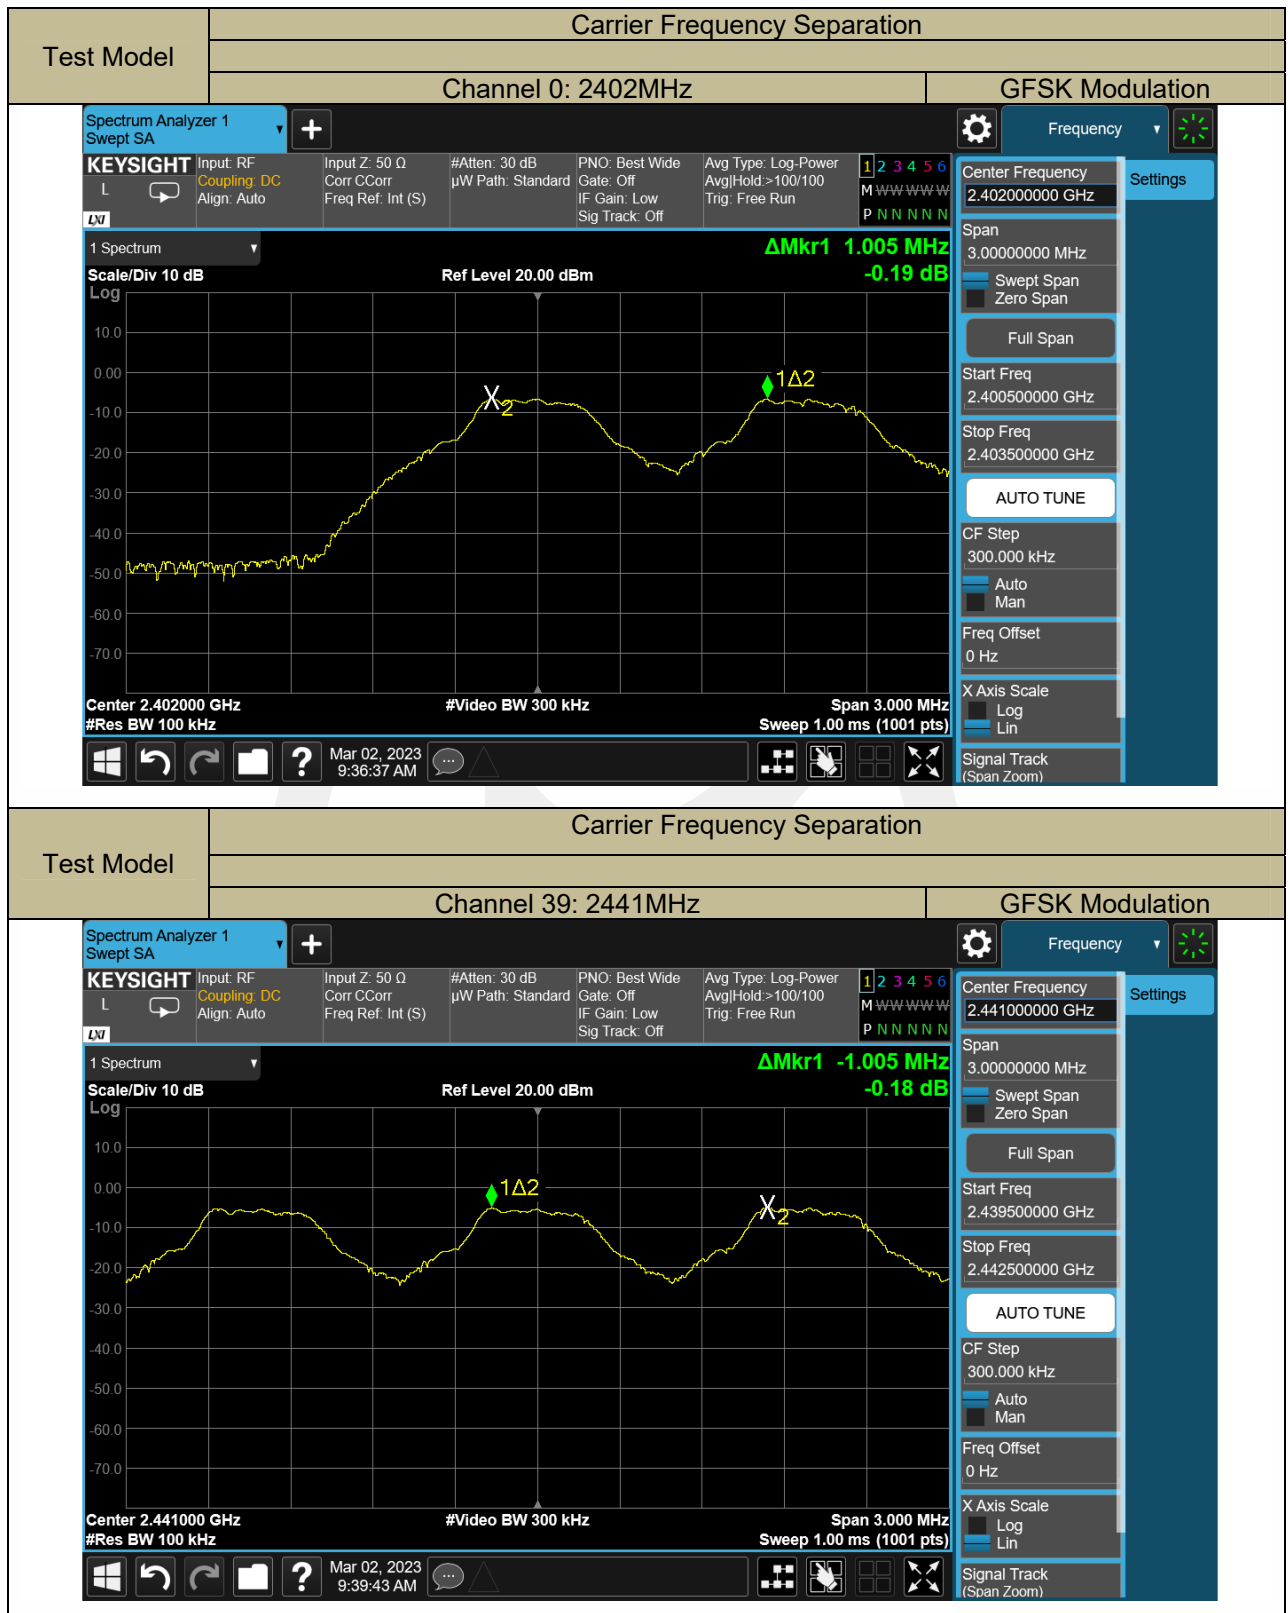 Test Model
Carrier Frequency Separation
Channel 0: 2402MHz
GFSK Modulation
Spectrum Analyzer 1
Swept SA
+
Frequency
KEYSIGHT
L
LXI
Input: RF
Coupling: DC
Align: Auto
Input Z: 50 Ω
Corr CCorr
Freq Ref: Int (S)
#Atten: 30 dB
µW Path: Standard
PNO: Best Wide
Gate: Off
IF Gain: Low
Sig Track: Off
Avg Type: Log-Power
Avg|Hold:>100/100
Trig: Free Run
1 2 3 4 5 6
M W W W W W
P N N N N N
1 Spectrum
Scale/Div 10 dB
Log
Ref Level 20.00 dBm
ΔMkr1 1.005 MHz
-0.19 dB
10.0
0.00
-10.0
-20.0
-30.0
-40.0
-50.0
-60.0
-70.0
X2
1Δ2
Center 2.402000 GHz
#Res BW 100 kHz
#Video BW 300 kHz
Span 3.000 MHz
Sweep 1.00 ms (1001 pts)
?
Mar 02, 2023
9:36:37 AM
Center Frequency
2.402000000 GHz
Settings
Span
3.00000000 MHz
Swept Span
Zero Span
Full Span
Start Freq
2.400500000 GHz
Stop Freq
2.403500000 GHz
AUTO TUNE
CF Step
300.000 kHz
Auto
Man
Freq Offset
0 Hz
X Axis Scale
Log
Lin
Signal Track
(Span Zoom)
Test Model
Carrier Frequency Separation
Channel 39: 2441MHz
GFSK Modulation
Spectrum Analyzer 1
Swept SA
+
Frequency
KEYSIGHT
L
LXI
Input: RF
Coupling: DC
Align: Auto
Input Z: 50 Ω
Corr CCorr
Freq Ref: Int (S)
#Atten: 30 dB
µW Path: Standard
PNO: Best Wide
Gate: Off
IF Gain: Low
Sig Track: Off
Avg Type: Log-Power
Avg|Hold:>100/100
Trig: Free Run
1 2 3 4 5 6
M W W W W W
P N N N N N
1 Spectrum
Scale/Div 10 dB
Log
Ref Level 20.00 dBm
ΔMkr1 -1.005 MHz
-0.18 dB
10.0
0.00
-10.0
-20.0
-30.0
-40.0
-50.0
-60.0
-70.0
1Δ2
X2
Center 2.441000 GHz
#Res BW 100 kHz
#Video BW 300 kHz
Span 3.000 MHz
Sweep 1.00 ms (1001 pts)
?
Mar 02, 2023
9:39:43 AM
Center Frequency
2.441000000 GHz
Settings
Span
3.00000000 MHz
Swept Span
Zero Span
Full Span
Start Freq
2.439500000 GHz
Stop Freq
2.442500000 GHz
AUTO TUNE
CF Step
300.000 kHz
Auto
Man
Freq Offset
0 Hz
X Axis Scale
Log
Lin
Signal Track
(Span Zoom)